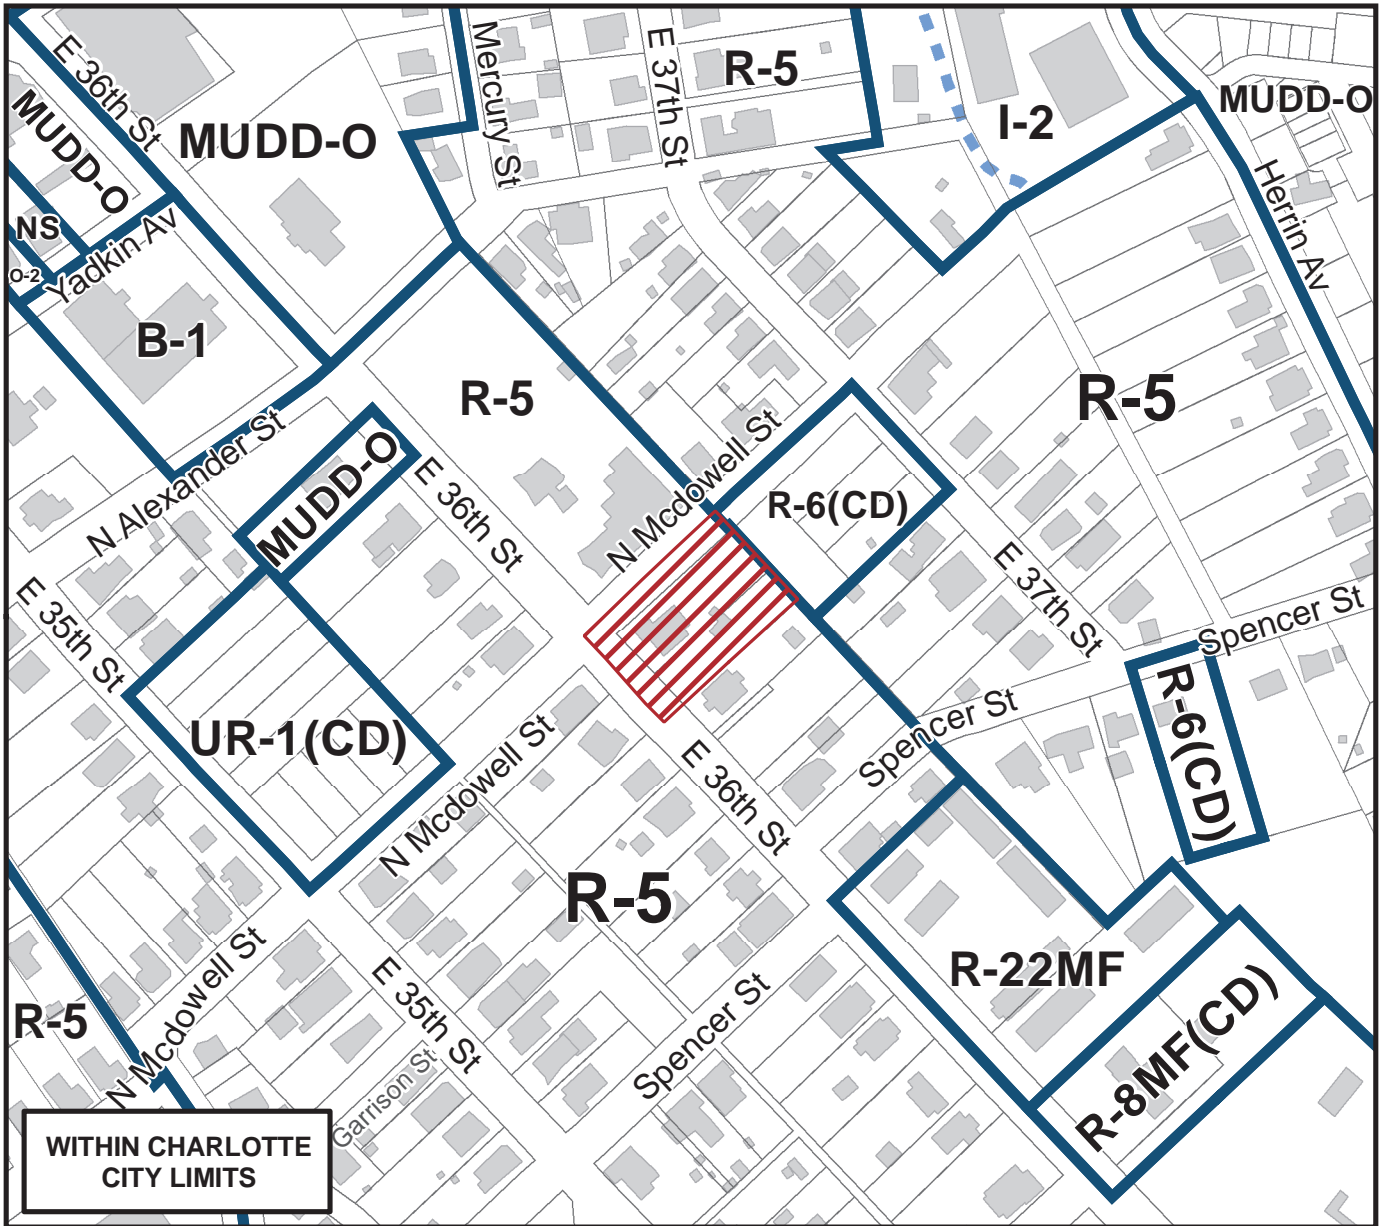 E 36th St
MUDD-O
MUDD-O
Mercury St
E 37th St
R-5
I-2
MUDD-O
Herrin Av
NS
O-2
Yadkin Av
B-1
R-5
R-5
N Alexander St
MUDD-O
E 36th St
N Mcdowell St
R-6(CD)
E 37th St
E 35th St
Spencer St
R-6(CD)
UR-1(CD)
N Mcdowell St
E 36th St
Spencer St
R-5
R-22MF
R-8MF(CD)
N Mcdowell St
E 35th St
Spencer St
R-5
Garrison St
WITHIN CHARLOTTE
CITY LIMITS